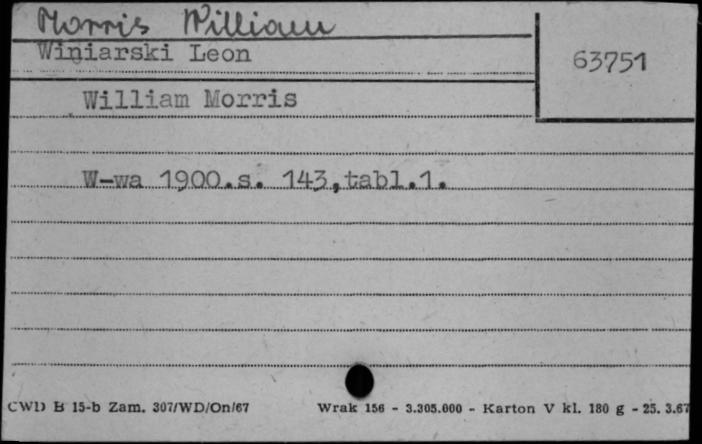 Morris William
Winiarski Leon
63751
William Morris
W-wa 1900.s. 143,tabl.1.
CWD B 15-b Zam. 307/WD/On/67 Wrak 156 - 3.305.000 - Karton V kl. 180 g - 25. 3.67